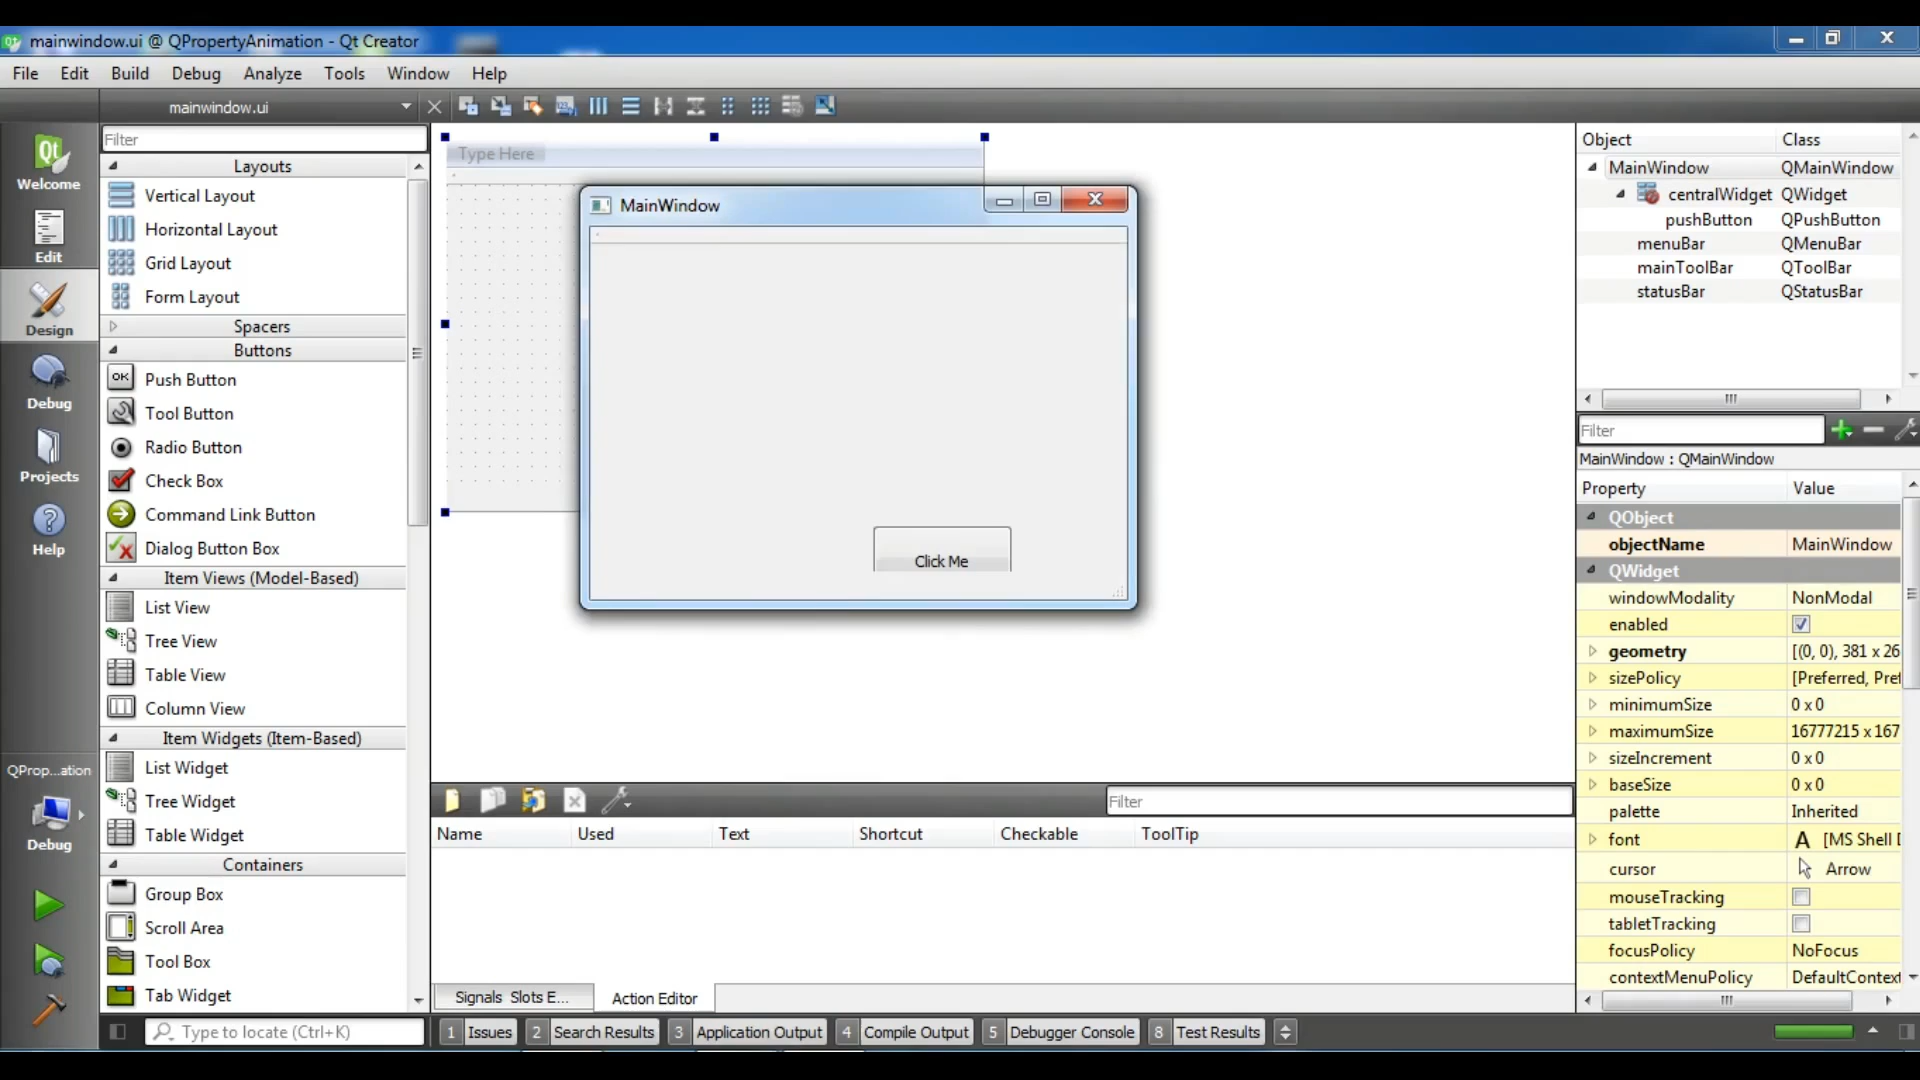 mainwindow.ui @ QPropertyAnimation - Qt Creator
File Edit Build Debug Analyze Tools Window Help
mainwindow.ui
Welcome
Edit
Design
Debug
Projects
Help
QProp...ation
Debug
Filter
Layouts
Vertical Layout
Horizontal Layout
Grid Layout
Form Layout
Spacers
Buttons
Push Button
Tool Button
Radio Button
Check Box
Command Link Button
Dialog Button Box
Item Views (Model-Based)
List View
Tree View
Table View
Column View
Item Widgets (Item-Based)
List Widget
Tree Widget
Table Widget
Containers
Group Box
Scroll Area
Tool Box
Tab Widget
Type Here
MainWindow
Click Me
Filter
Name Used Text Shortcut Checkable ToolTip
Signals Slots E... Action Editor
Object Class
MainWindow QMainWindow
centralWidget QWidget
pushButton QPushButton
menuBar QMenuBar
mainToolBar QToolBar
statusBar QStatusBar
Filter
MainWindow : QMainWindow
Property Value
QObject
objectName MainWindow
QWidget
windowModality NonModal
enabled
geometry [(0, 0), 381 x 26
sizePolicy [Preferred, Pref
minimumSize 0 x 0
maximumSize 16777215 x 167
sizeIncrement 0 x 0
baseSize 0 x 0
palette Inherited
font A [MS Shell D
cursor Arrow
mouseTracking
tabletTracking
focusPolicy NoFocus
contextMenuPolicy DefaultContext
Type to locate (Ctrl+K) 1 Issues 2 Search Results 3 Application Output 4 Compile Output 5 Debugger Console 8 Test Results